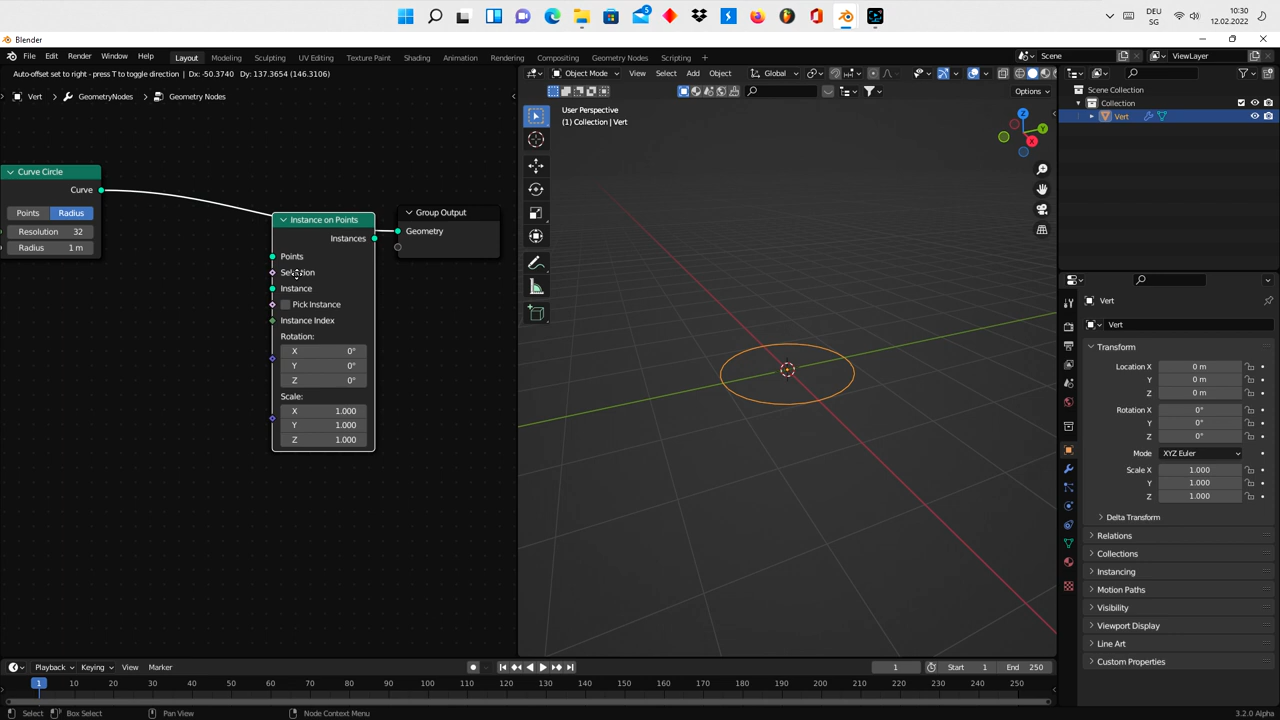 DEU
SG
10:30
12.02.2022
Blender
File
Edit
Render
Window
Help
Layout
Modeling
Sculpting
UV Editing
Texture Paint
Shading
Animation
Rendering
Compositing
Geometry Nodes
Scripting
Scene
ViewLayer
Auto-offset set to right - press T to toggle direction | Dx: -50.3740 Dy: 137.3654 (146.3106)
Object Mode
View
Select
Add
Object
Global
Vert
GeometryNodes
Geometry Nodes
Options
User Perspective
(1) Collection | Vert
X
Y
Z
Scene Collection
Collection
Vert
Curve Circle
Curve
Points
Radius
Resolution 32
Radius 1 m
Instance on Points
Instances
Points
Selection
Instance
Pick Instance
Instance Index
Rotation:
X 0°
Y 0°
Z 0°
Scale:
X 1.000
Y 1.000
Z 1.000
Group Output
Geometry
Vert
Vert
Transform
Location X 0 m
Y 0 m
Z 0 m
Rotation X 0°
Y 0°
Z 0°
Mode XYZ Euler
Scale X 1.000
Y 1.000
Z 1.000
Delta Transform
Relations
Collections
Instancing
Motion Paths
Visibility
Viewport Display
Line Art
Custom Properties
Playback
Keying
View
Marker
1
Start 1
End 250
1 10 20 30 40 50 60 70 80 90 100 110 120 130 140 150 160 170 180 190 200 210 220 230 240 250
Select
Box Select
Pan View
Node Context Menu
3.2.0 Alpha